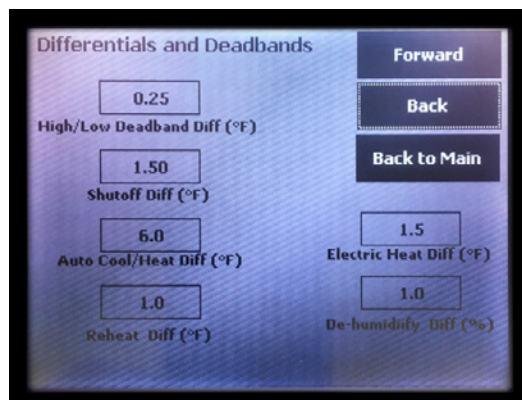 Differentials and Deadbands
Forward
0.25
High/Low Deadband Diff (°F)
Back
1.50
Shutoff Diff (°F)
Back to Main
6.0
Auto Cool/Heat Diff (°F)
1.5
Electric Heat Diff (°F)
1.0
Reheat Diff (°F)
1.0
De-humidiify Diff (%)